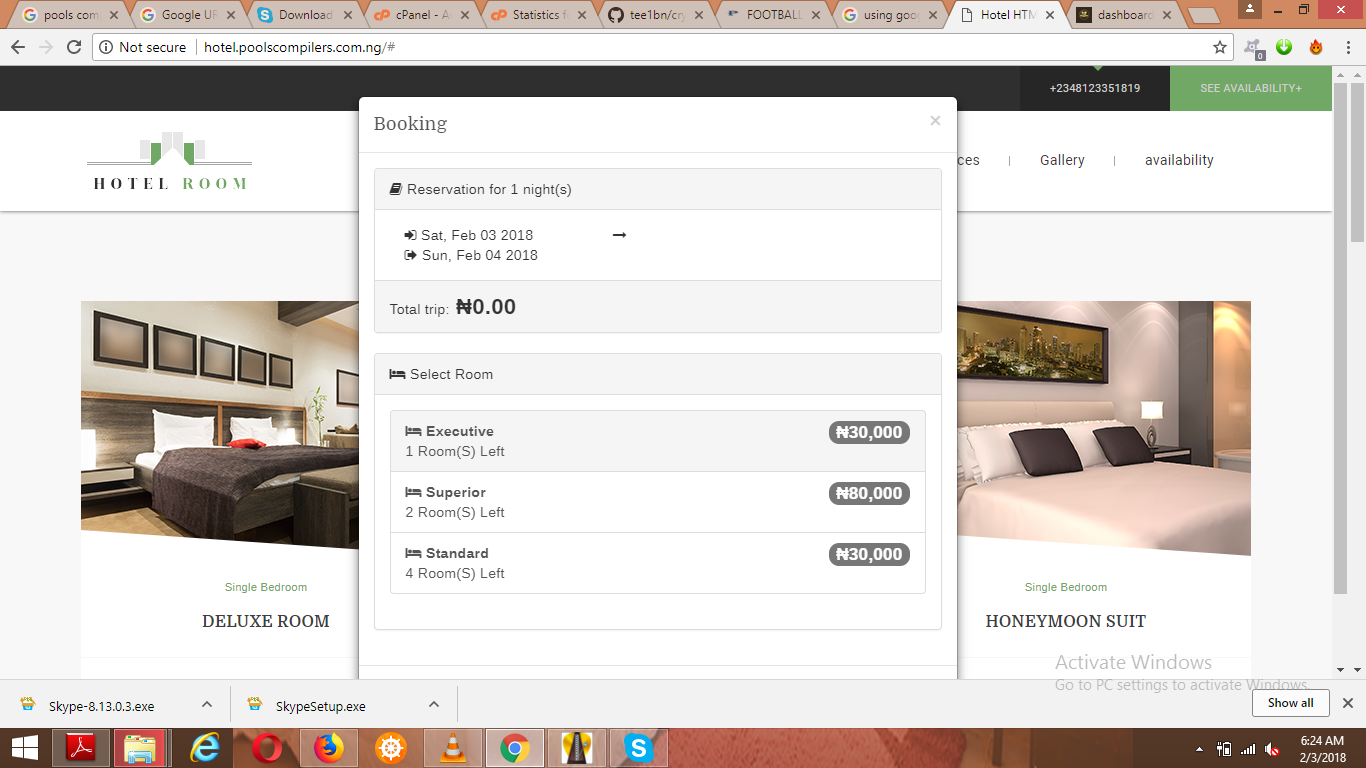 pools com
Google UR
Download
cPanel - A
Statistics f
tee1bn/cry
FOOTBALL
using goo
Hotel HTM
dashboard
Not secure
hotel.poolscompilers.com.ng/#
0
+2348123351819
SEE AVAILABILITY+
HOTEL ROOM
ces
Gallery
availability
Booking
×
Reservation for 1 night(s)
Sat, Feb 03 2018
Sun, Feb 04 2018
Total trip: ₦0.00
Select Room
Executive ₦30,000
1 Room(S) Left
Superior ₦80,000
2 Room(S) Left
Standard ₦30,000
4 Room(S) Left
Single Bedroom
DELUXE ROOM
Single Bedroom
HONEYMOON SUIT
Activate Windows
Go to PC settings to activate Windows.
Skype-8.13.0.3.exe
SkypeSetup.exe
Show all
6:24 AM
2/3/2018